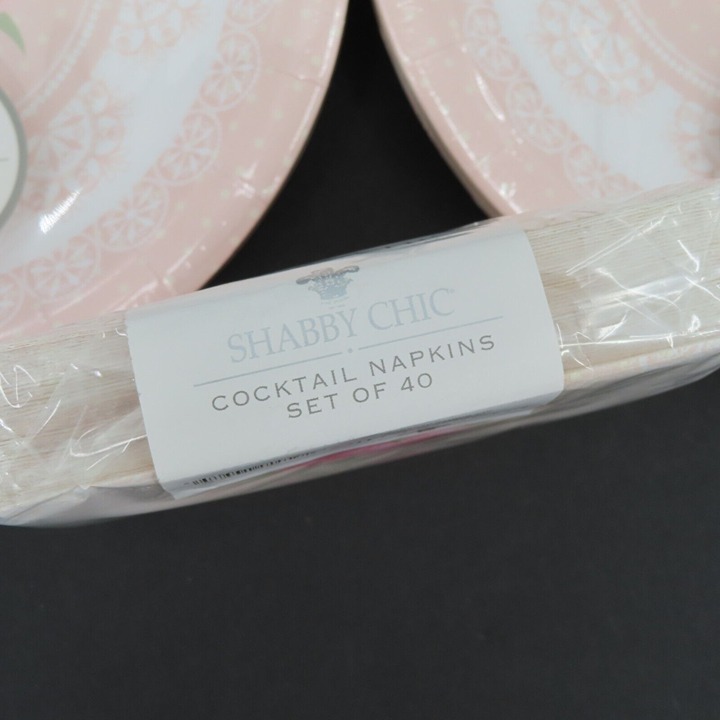 SHABBY CHIC
COCKTAIL NAPKINS
SET OF 40